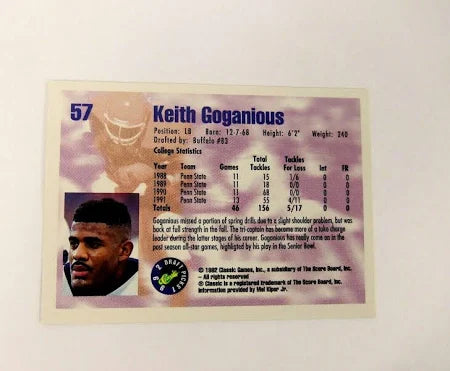 57 Keith Goganious
Position: LB Born: 12-7-68 Height: 6'2" Weight: 240
Drafted by: Buffalo #83
College Statistics
Total Tackles
Year Team Games Tackles For Loss Int FR
1988 Penn State 11 15 1/6 0 0
1989 Penn State 11 18 0/0 0 0
1990 Penn State 13 68 0/0 0 0
1991 Penn State 13 55 4/11 0 0
Totals 46 156 5/17 0 0
Goganious missed a portion of spring drills due to a slight shoulder problem, but was
back at full strength in the fall. The tri-captain has become more of a take charge
leader during the latter stages of his career. Goganious has really come on in the
post season all-star games, highlighted by his play in the Senior Bowl.
1992 DRAFT PICKS
Classic
© 1992 Classic Games, Inc., a subsidiary of The Score Board, Inc.
- All rights reserved
® Classic is a registered trademark of The Score Board, Inc.
Information provided by Mel Kiper Jr.